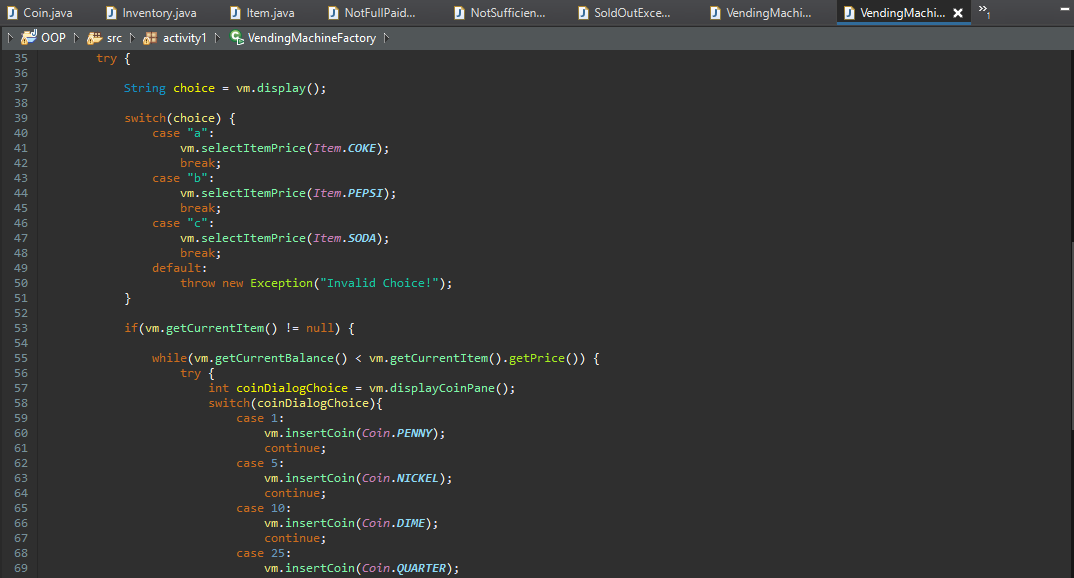 Coin.java Inventory.java Item.java NotFullPaid... NotSufficien... SoldOutExce... VendingMachi... VendingMachi... »1
OOP src activity1 VendingMachineFactory
35 try {
36
37 String choice = vm.display();
38
39 switch(choice) {
40 case "a":
41 vm.selectItemPrice(Item.COKE);
42 break;
43 case "b":
44 vm.selectItemPrice(Item.PEPSI);
45 break;
46 case "c":
47 vm.selectItemPrice(Item.SODA);
48 break;
49 default:
50 throw new Exception("Invalid Choice!");
51 }
52
53 if(vm.getCurrentItem() != null) {
54
55 while(vm.getCurrentBalance() < vm.getCurrentItem().getPrice()) {
56 try {
57 int coinDialogChoice = vm.displayCoinPane();
58 switch(coinDialogChoice){
59 case 1:
60 vm.insertCoin(Coin.PENNY);
61 continue;
62 case 5:
63 vm.insertCoin(Coin.NICKEL);
64 continue;
65 case 10:
66 vm.insertCoin(Coin.DIME);
67 continue;
68 case 25:
69 vm.insertCoin(Coin.QUARTER);